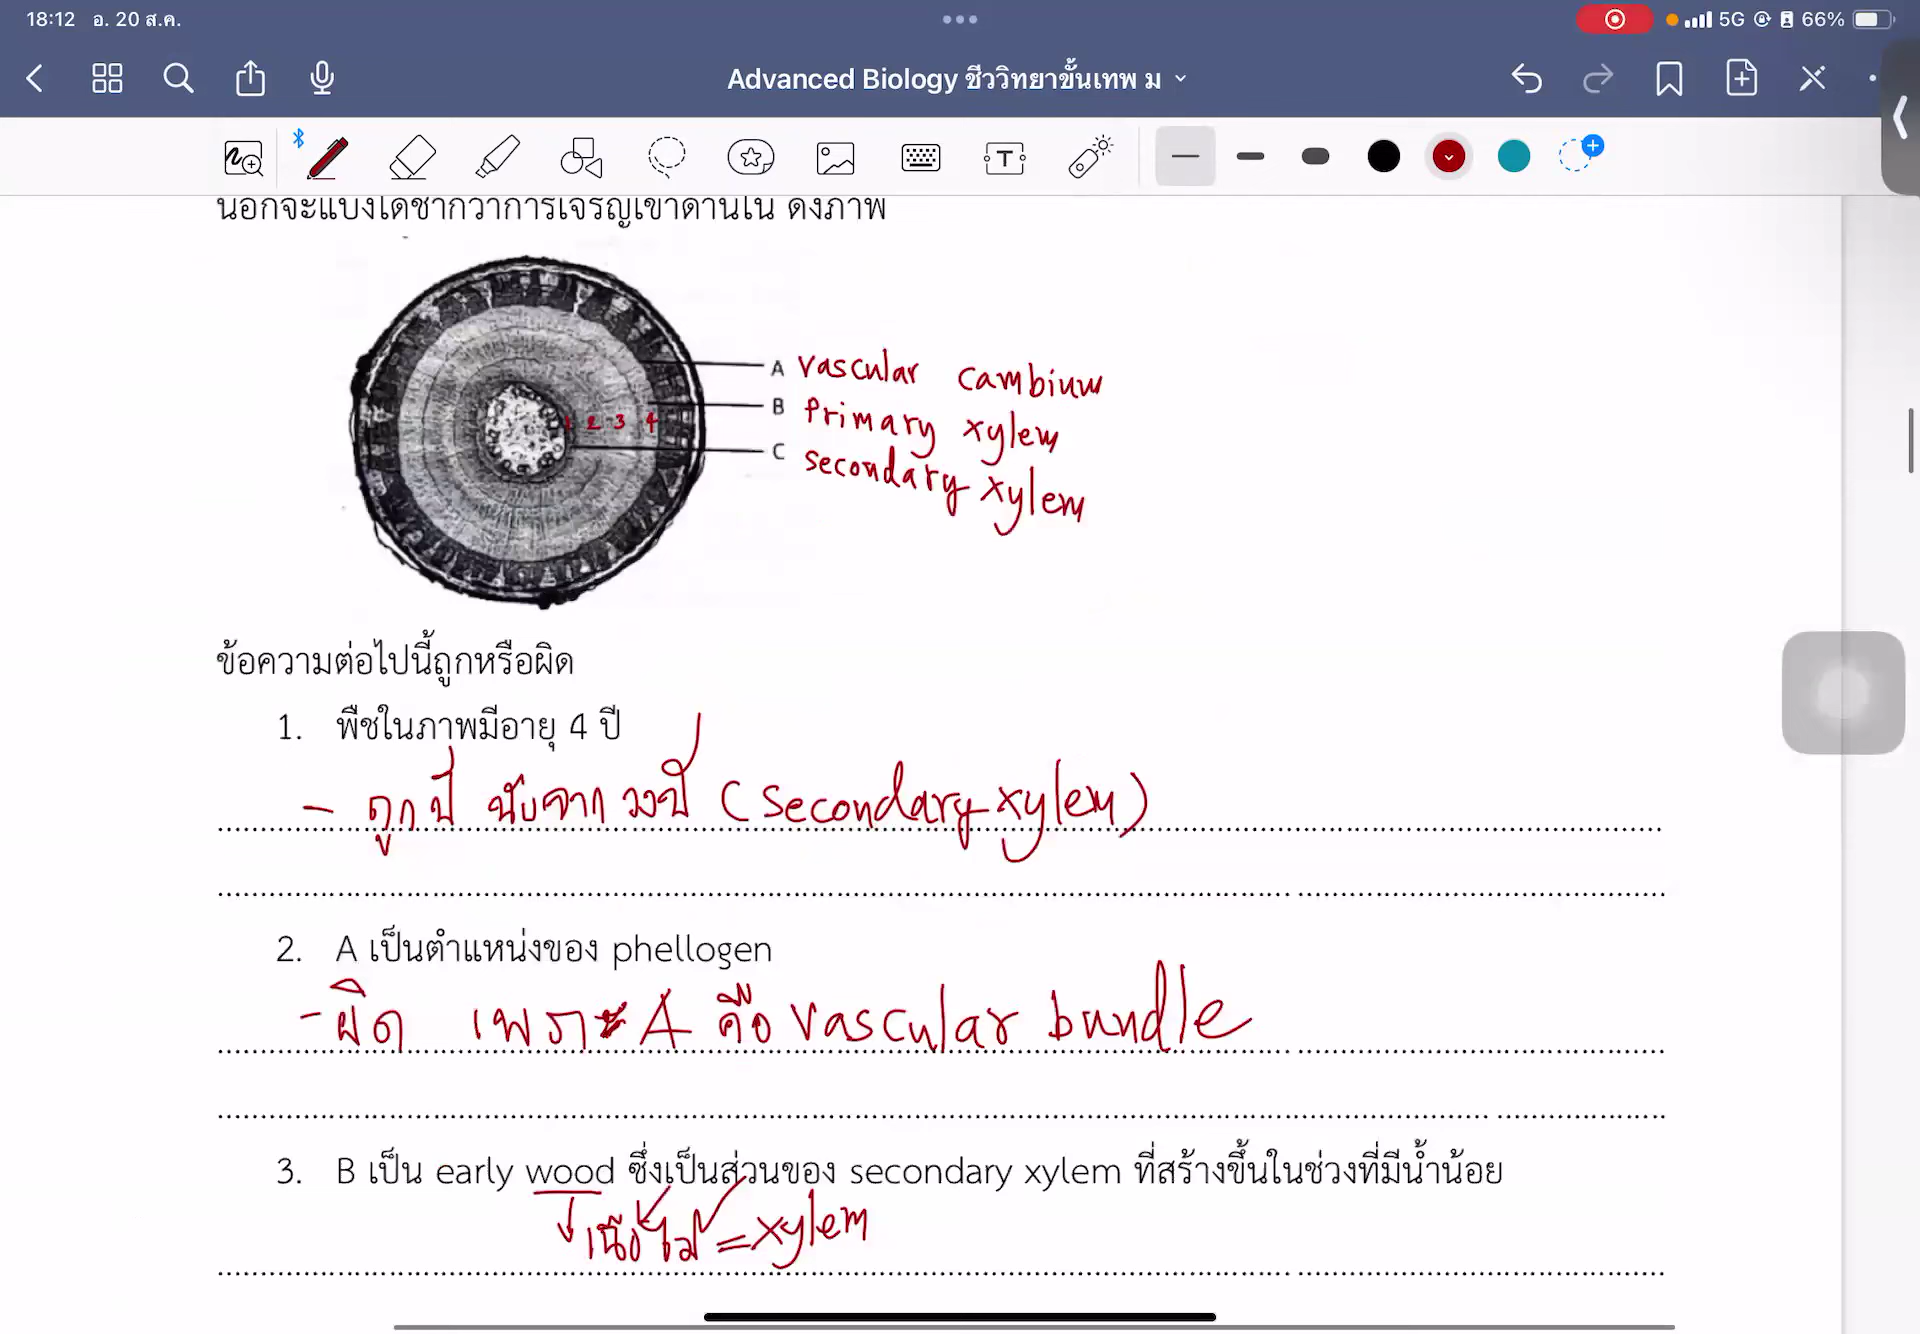 18:12 อ. 20 ส.ค.
5G 66%
Advanced Biology ชีววิทยาขั้นเทพ ม
นอกจะแบ่งได้ช้ากว่าการเจริญเข้าด้านใน ดังภาพ
A vascular cambium
B Primary xylem
C secondary xylem
1 2 3 4
ข้อความต่อไปนี้ถูกหรือผิด
1. พืชในภาพมีอายุ 4 ปี
- ถูก ปี นับจาก วงปี (secondary xylem)
2. A เป็นตำแหน่งของ phellogen
- ผิด เพราะ A คือ vascular bundle
3. B เป็น early wood ซึ่งเป็นส่วนของ secondary xylem ที่สร้างขึ้นในช่วงที่มีน้ำน้อย
เนื้อไม้ = xylem